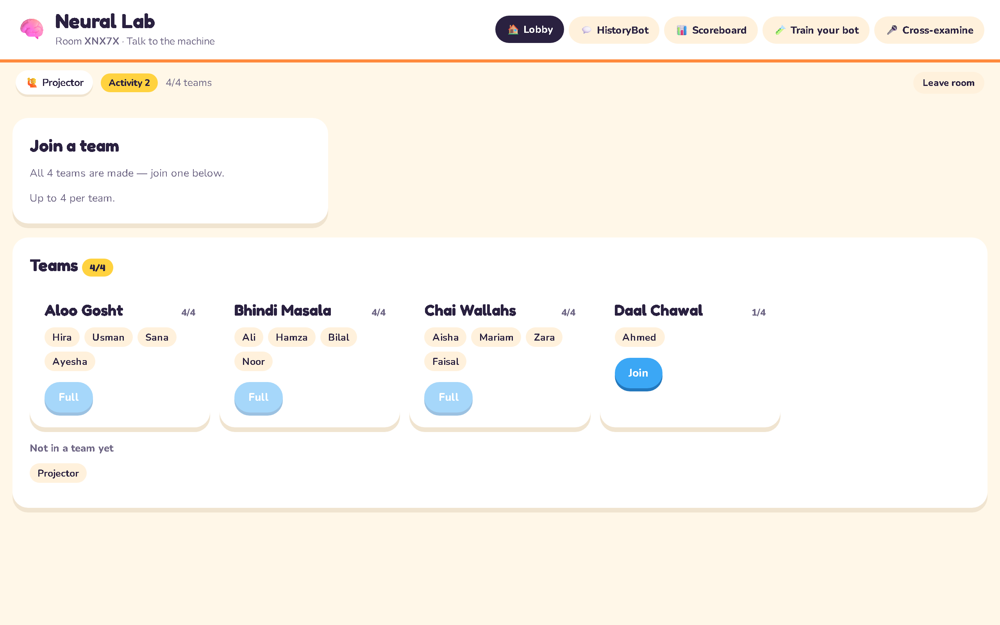 Neural Lab
Room XNX7X · Talk to the machine
Lobby
HistoryBot
Scoreboard
Train your bot
Cross-examine
Projector
Activity 2
4/4 teams
Leave room
Join a team
All 4 teams are made — join one below.
Up to 4 per team.
Teams 4/4
Aloo Gosht 4/4
Hira Usman Sana
Ayesha
Full
Bhindi Masala 4/4
Ali Hamza Bilal
Noor
Full
Chai Wallahs 4/4
Aisha Mariam Zara
Faisal
Full
Daal Chawal 1/4
Ahmed
Join
Not in a team yet
Projector